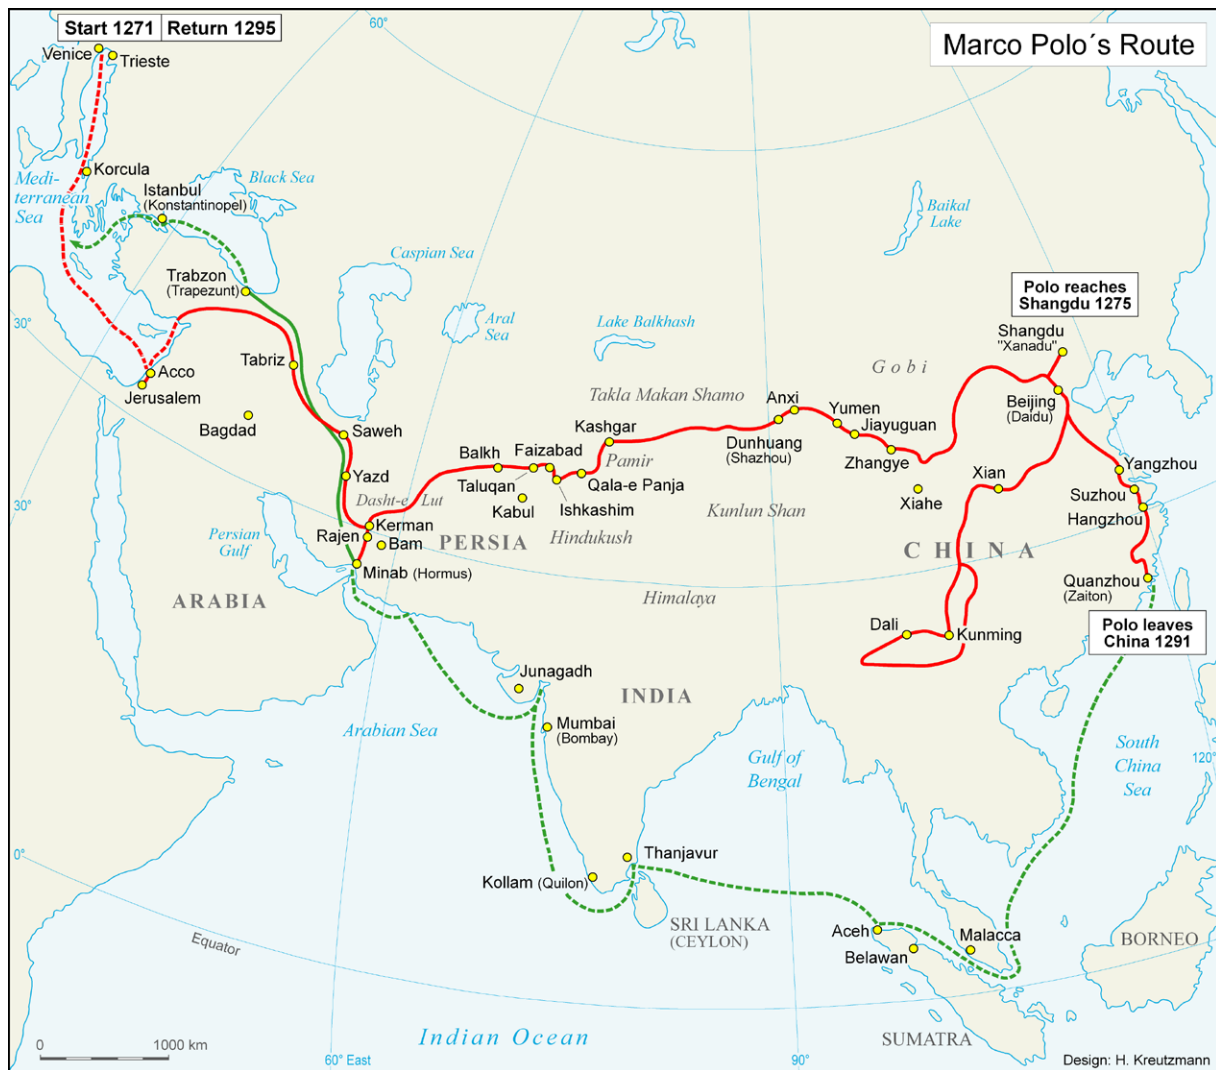 Start 1271 Return 1295
Marco Polo´s Route
60°
Venice
Trieste
Korcula
Medi-
terranean
Sea
Istanbul
(Konstantinopel)
Black Sea
Baikal
Lake
Caspian Sea
Trabzon
(Trapezunt)
Polo reaches
Shangdu 1275
30°
Aral
Sea
Lake Balkhash
Shangdu
"Xanadu"
Acco
Tabriz
Gobi
Jerusalem
Takla Makan Shamo
Anxi
Beijing
(Daidu)
Bagdad
Saweh
Kashgar
Dunhuang
(Shazhou)
Yumen
Jiayuguan
Balkh
Faizabad
Pamir
Zhangye
Yangzhou
Yazd
Taluqan
Qala-e Panja
Xian
Dasht-e Lut
Kabul
Ishkashim
Xiahe
Suzhou
30°
Kunlun Shan
Hangzhou
Kerman
Persian
Gulf
Rajen
Bam
PERSIA
Hindukush
CHINA
Minab (Hormus)
Quanzhou
(Zaiton)
ARABIA
Himalaya
Dali
Kunming
Polo leaves
China 1291
Junagadh
INDIA
Arabian Sea
Mumbai
(Bombay)
Gulf of
Bengal
South
China
Sea
120°
0°
Thanjavur
Kollam (Quilon)
SRI LANKA
(CEYLON)
Aceh
Malacca
BORNEO
Equator
Belawan
Indian Ocean
SUMATRA
0 1000 km
60° East
90°
Design: H. Kreutzmann